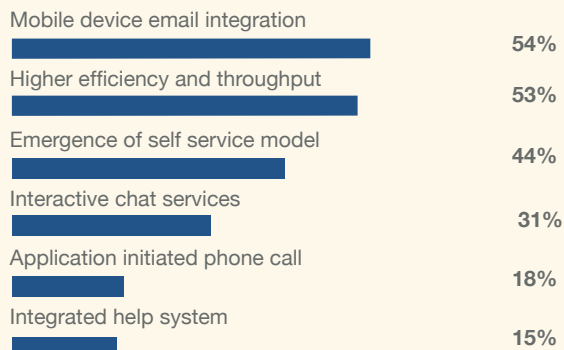 Mobile device email integration
54%
Higher efficiency and throughput
53%
Emergence of self service model
44%
Interactive chat services
31%
Application initiated phone call
18%
Integrated help system
15%